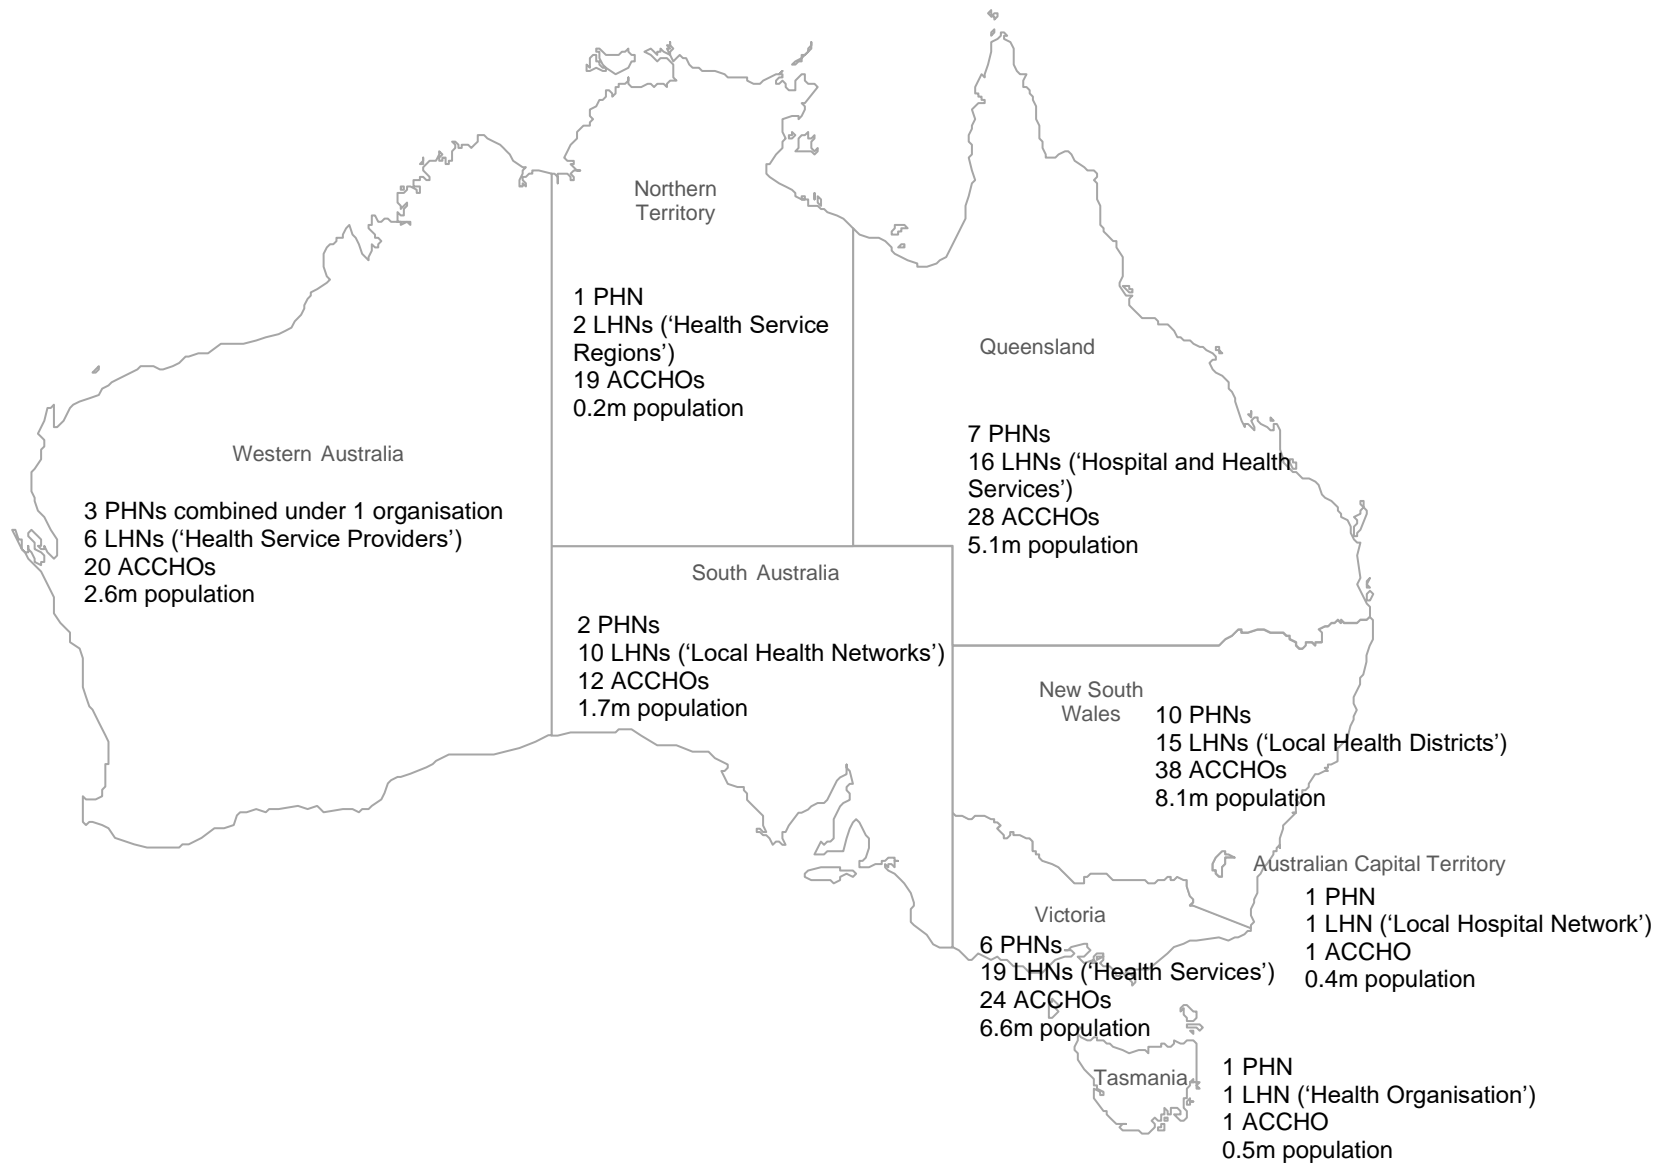 Northern
Territory
1 PHN
2 LHNs (‘Health Service
Regions’)
19 ACCHOs
0.2m population
Queensland
7 PHNs
16 LHNs (‘Hospital and Health
Services’)
28 ACCHOs
5.1m population
Western Australia
3 PHNs combined under 1 organisation
6 LHNs (‘Health Service Providers’)
20 ACCHOs
2.6m population
South Australia
2 PHNs
10 LHNs (‘Local Health Networks’)
12 ACCHOs
1.7m population
New South
Wales
10 PHNs
15 LHNs (‘Local Health Districts’)
38 ACCHOs
8.1m population
Australian Capital Territory
1 PHN
1 LHN (‘Local Hospital Network’)
1 ACCHO
0.4m population
Victoria
6 PHNs
19 LHNs (‘Health Services’)
24 ACCHOs
6.6m population
Tasmania
1 PHN
1 LHN (‘Health Organisation’)
1 ACCHO
0.5m population